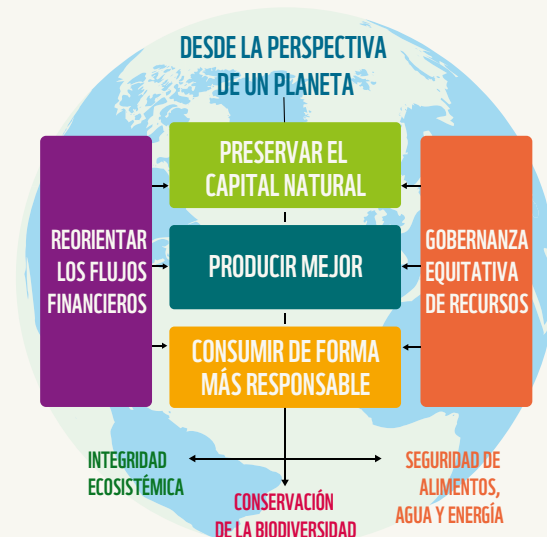 DESDE LA PERSPECTIVA
DE UN PLANETA
PRESERVAR EL
CAPITAL NATURAL
REORIENTAR
LOS FLUJOS
FINANCIEROS
PRODUCIR MEJOR
GOBERNANZA
EQUITATIVA
DE RECURSOS
CONSUMIR DE FORMA
MÁS RESPONSABLE
INTEGRIDAD
ECOSISTÉMICA
CONSERVACIÓN
DE LA BIODIVERSIDAD
SEGURIDAD DE
ALIMENTOS,
AGUA Y ENERGÍA